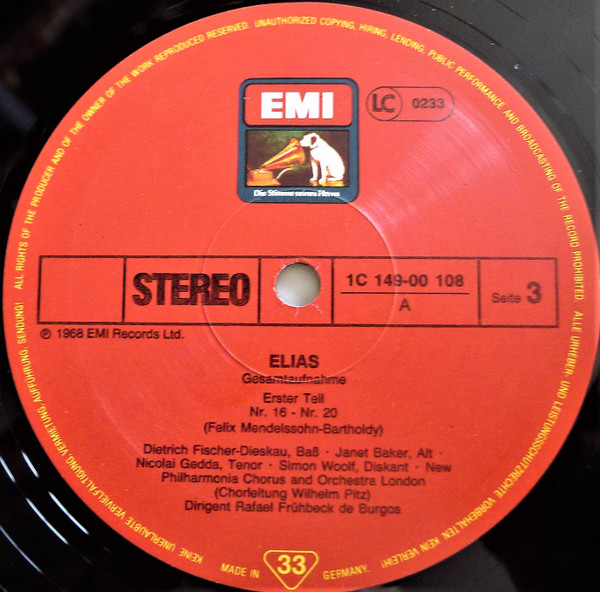 ALL RIGHTS OF THE PRODUCER AND OF THE OWNER OF THE WORK REPRODUCED RESERVED. UNAUTHORIZED COPYING, HIRING, LENDING, PUBLIC PERFORMANCE AND BROADCASTING OF THE RECORD PROHIBITED. ALLE URHEBER- UND LEISTUNGSSCHUTZRECHTE VORBEHALTEN. KEIN VERLEIH! KEINE UNERLAUBTE VERVIELFÄLTIGUNG, VERMIETUNG, AUFFÜHRUNG, SENDUNG!
EMI
LC 0233
Die Stimme seines Herrn
STEREO
1C 149-00 108
A
Seite 3
℗ 1968 EMI Records Ltd.
ELIAS
Gesamtaufnahme
Erster Teil
Nr. 16 - Nr. 20
(Felix Mendelssohn-Bartholdy)
Dietrich Fischer-Dieskau, Baß · Janet Baker, Alt ·
Nicolai Gedda, Tenor · Simon Woolf, Diskant · New
Philharmonia Chorus and Orchestra London
(Chorleitung Wilhelm Pitz)
Dirigent Rafael Frühbeck de Burgos
MADE IN 33 GERMANY.